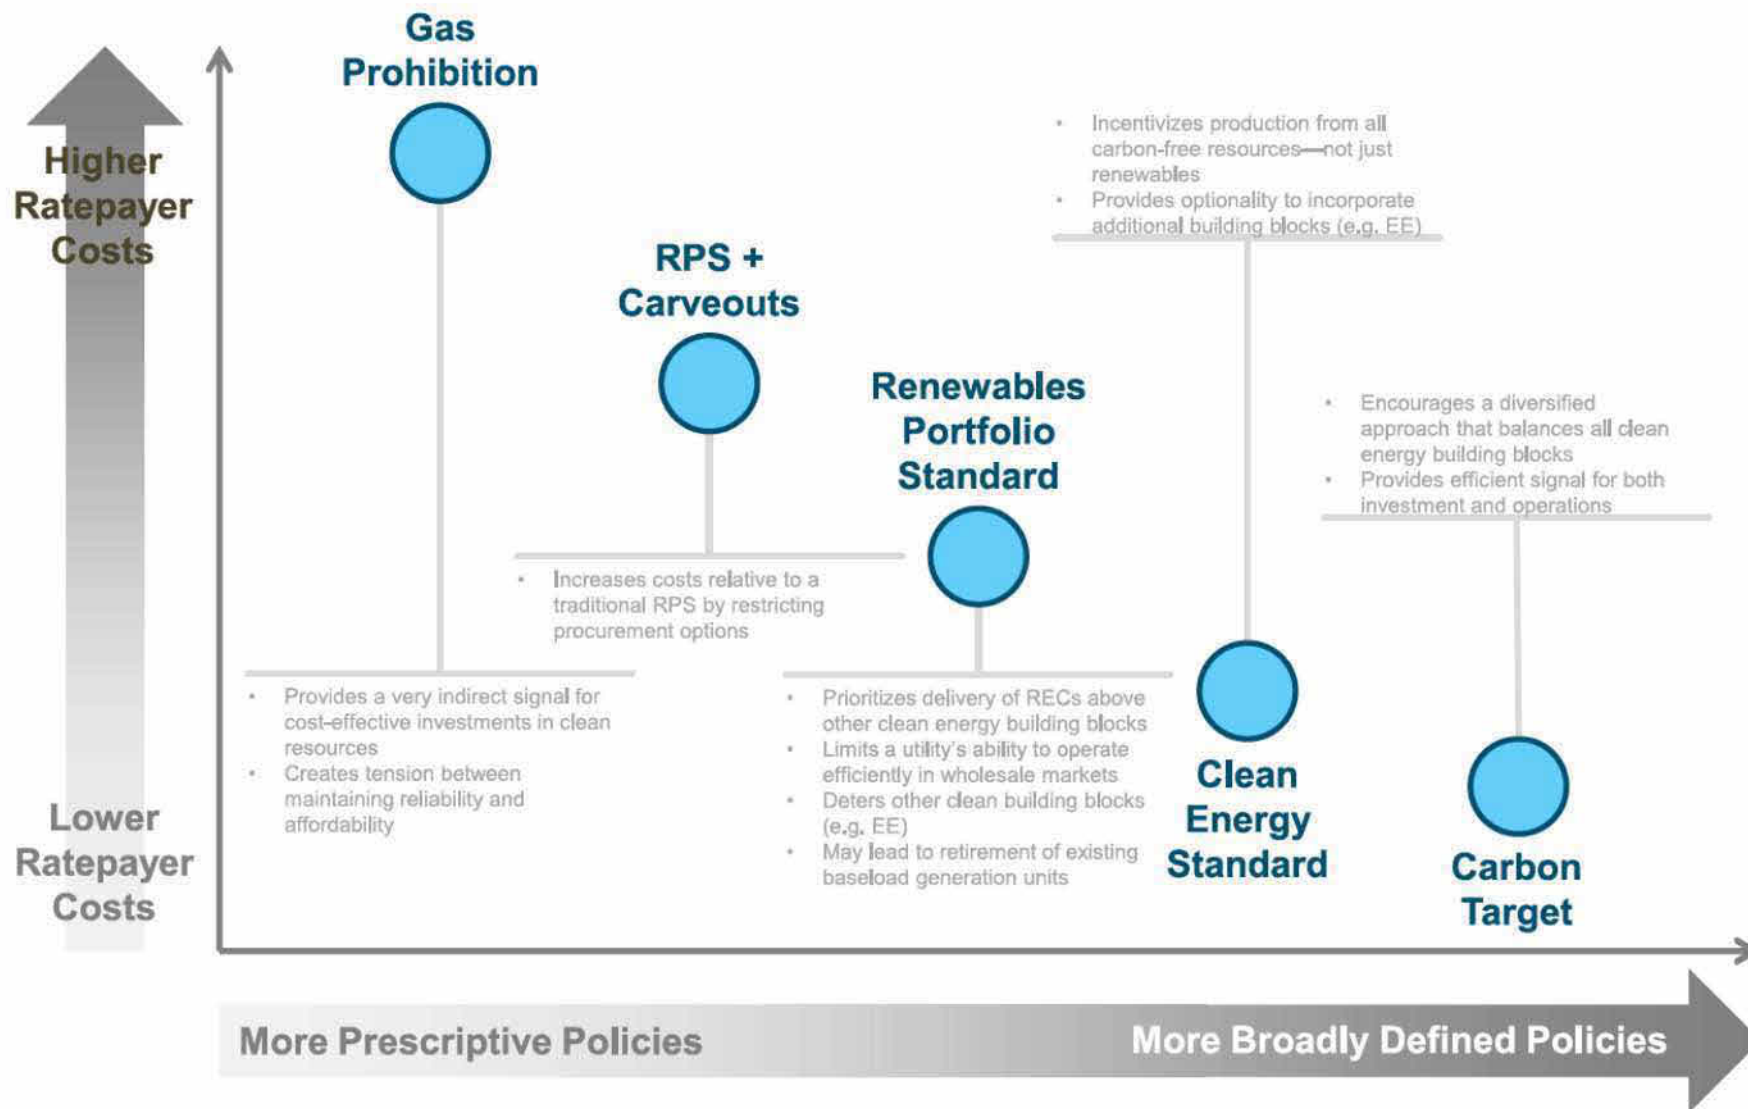 Gas
Prohibition
Higher
Ratepayer
Costs
• Incentivizes production from all
carbon-free resources—not just
renewables
• Provides optionality to incorporate
additional building blocks (e.g. EE)
RPS +
Carveouts
Renewables
Portfolio
Standard
• Encourages a diversified
approach that balances all clean
energy building blocks
• Provides efficient signal for both
investment and operations
• Increases costs relative to a
traditional RPS by restricting
procurement options
• Provides a very indirect signal for
cost-effective investments in clean
resources
• Creates tension between
maintaining reliability and
affordability
• Prioritizes delivery of RECs above
other clean energy building blocks
• Limits a utility's ability to operate
efficiently in wholesale markets
• Deters other clean building blocks
(e.g. EE)
• May lead to retirement of existing
baseload generation units
Clean
Energy
Standard
Carbon
Target
Lower
Ratepayer
Costs
More Prescriptive Policies
More Broadly Defined Policies